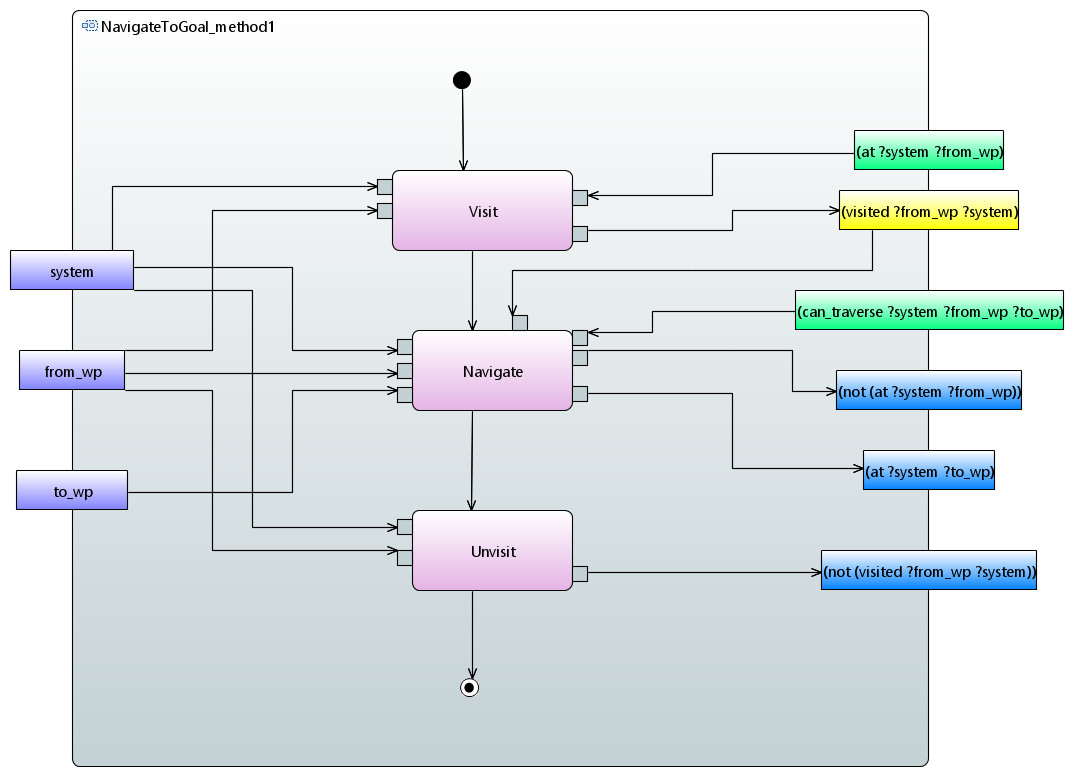 NavigateToGoal_method1
(at ?system ?from_wp)
Visit
(visited ?from_wp ?system)
system
(can_traverse ?system ?from_wp ?to_wp)
from_wp
Navigate
(not (at ?system ?from_wp))
(at ?system ?to_wp)
to_wp
Unvisit
(not (visited ?from_wp ?system))